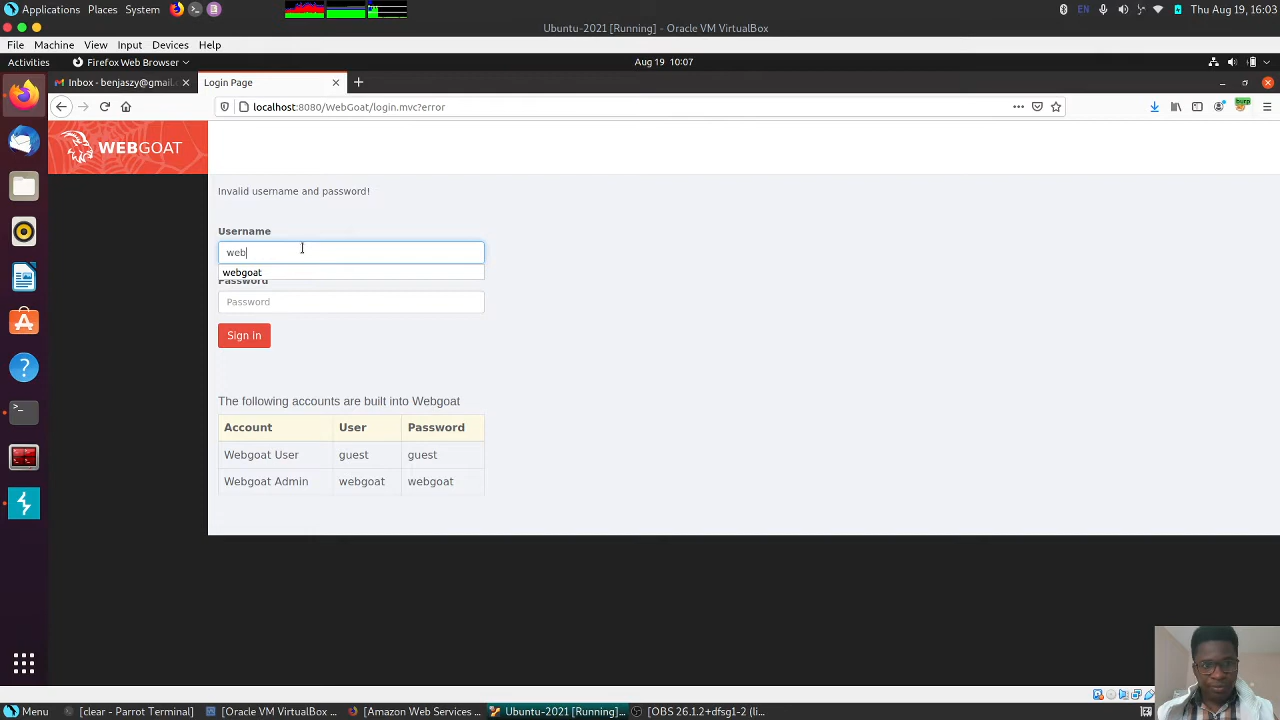 Applications Places System
EN
Thu Aug 19, 16:03
Ubuntu-2021 [Running] - Oracle VM VirtualBox
File Machine View Input Devices Help
Activities
Firefox Web Browser
Aug 19 10:07
Inbox - benjaszy@gmail.c
Login Page
localhost:8080/WebGoat/login.mvc?error
burp
WEBGOAT
Invalid username and password!
Username
web
webgoat
Password
Password
Sign in
The following accounts are built into Webgoat
Account User Password
Webgoat User guest guest
Webgoat Admin webgoat webgoat
Menu
[clear - Parrot Terminal]
[Oracle VM VirtualBox ...
[Amazon Web Services ...
Ubuntu-2021 [Running]...
[OBS 26.1.2+dfsg1-2 (li...